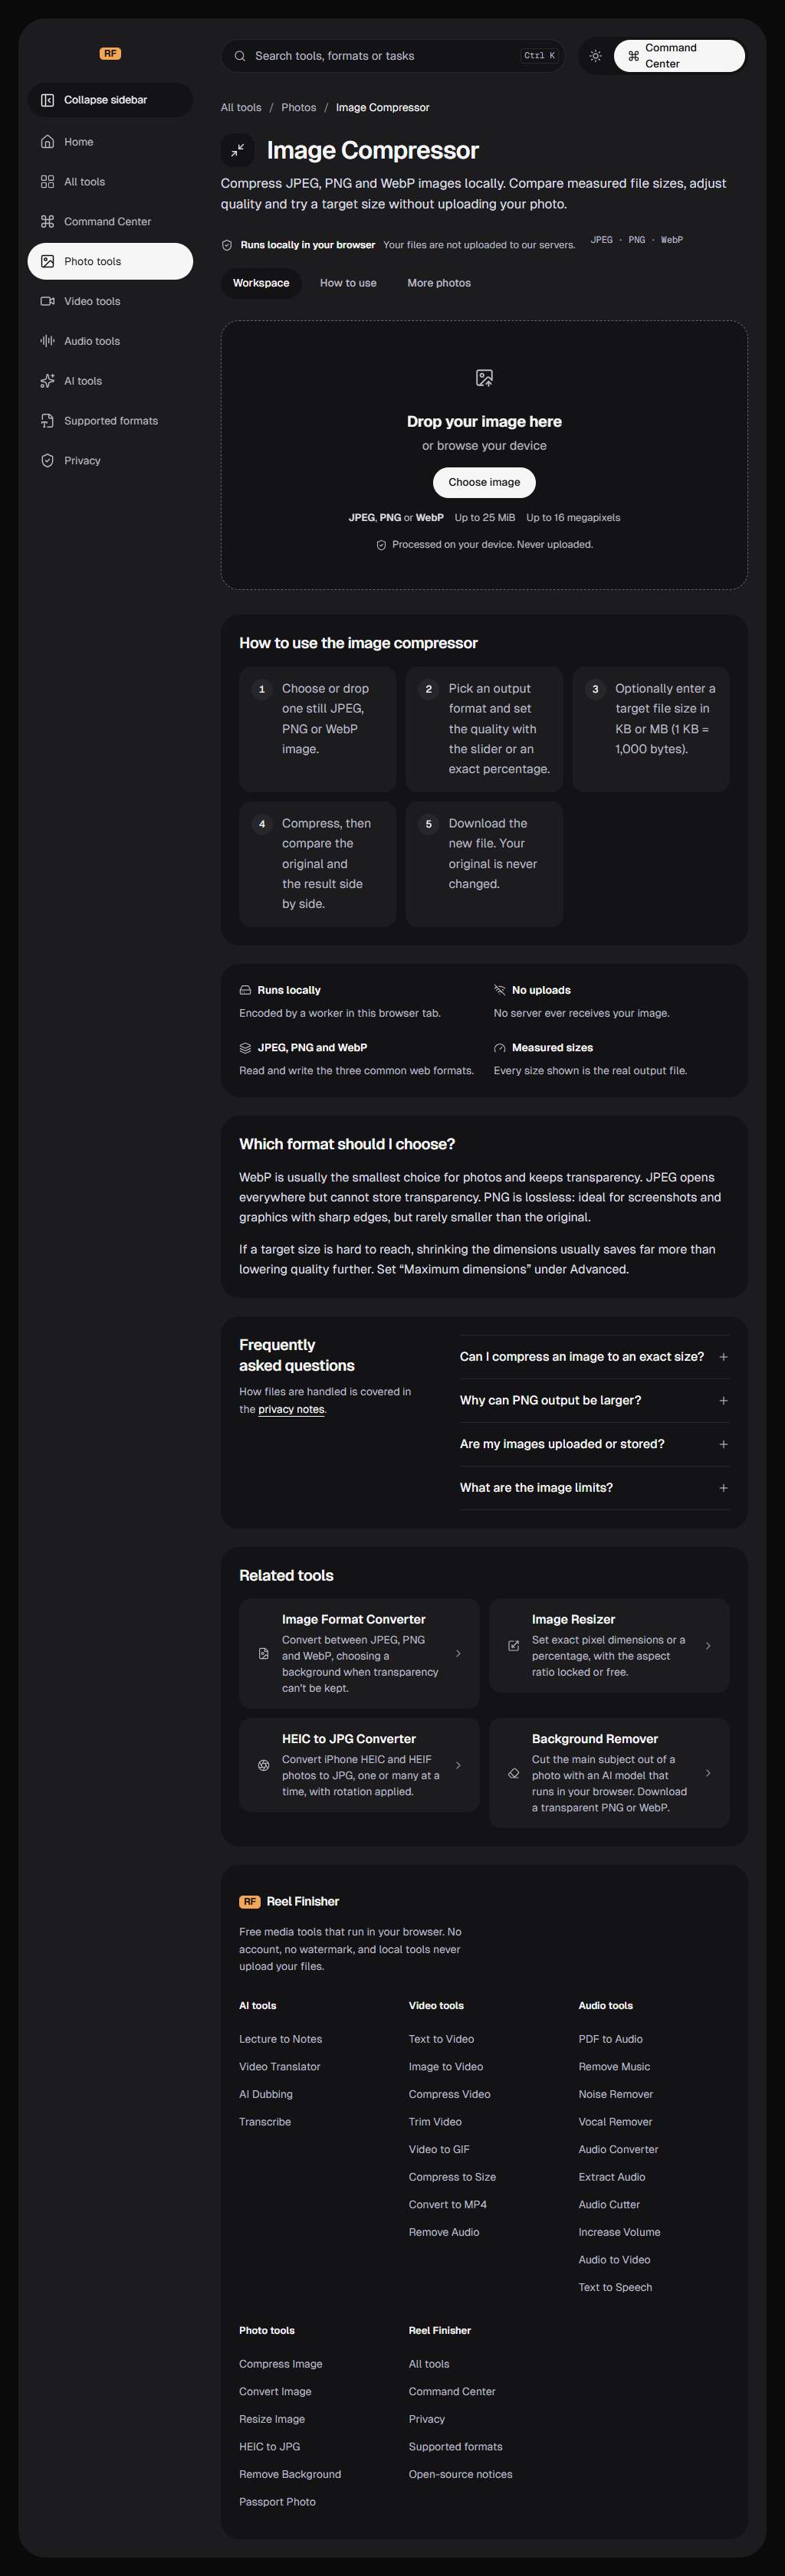 RF
Collapse sidebar
Home
All tools
Command Center
Photo tools
Video tools
Audio tools
AI tools
Supported formats
Privacy
Search tools, formats or tasks
Ctrl K
Command
Center
All tools / Photos / Image Compressor
Image Compressor
Compress JPEG, PNG and WebP images locally. Compare measured file sizes, adjust
quality and try a target size without uploading your photo.
Runs locally in your browser Your files are not uploaded to our servers. JPEG · PNG · WebP
Workspace How to use More photos
Drop your image here
or browse your device
Choose image
JPEG, PNG or WebP Up to 25 MiB Up to 16 megapixels
Processed on your device. Never uploaded.
How to use the image compressor
1
Choose or drop
one still JPEG,
PNG or WebP
image.
2
Pick an output
format and set
the quality with
the slider or an
exact percentage.
3
Optionally enter a
target file size in
KB or MB (1 KB =
1,000 bytes).
4
Compress, then
compare the
original and
the result side
by side.
5
Download the
new file. Your
original is never
changed.
Runs locally
Encoded by a worker in this browser tab.
No uploads
No server ever receives your image.
JPEG, PNG and WebP
Read and write the three common web formats.
Measured sizes
Every size shown is the real output file.
Which format should I choose?
WebP is usually the smallest choice for photos and keeps transparency. JPEG opens
everywhere but cannot store transparency. PNG is lossless: ideal for screenshots and
graphics with sharp edges, but rarely smaller than the original.
If a target size is hard to reach, shrinking the dimensions usually saves far more than
lowering quality further. Set “Maximum dimensions” under Advanced.
Frequently
asked questions
How files are handled is covered in
the privacy notes.
Can I compress an image to an exact size?
Why can PNG output be larger?
Are my images uploaded or stored?
What are the image limits?
Related tools
Image Format Converter
Convert between JPEG, PNG
and WebP, choosing a
background when transparency
can't be kept.
Image Resizer
Set exact pixel dimensions or a
percentage, with the aspect
ratio locked or free.
HEIC to JPG Converter
Convert iPhone HEIC and HEIF
photos to JPG, one or many at a
time, with rotation applied.
Background Remover
Cut the main subject out of a
photo with an AI model that
runs in your browser. Download
a transparent PNG or WebP.
RF Reel Finisher
Free media tools that run in your browser. No
account, no watermark, and local tools never
upload your files.
AI tools
Lecture to Notes
Video Translator
AI Dubbing
Transcribe
Video tools
Text to Video
Image to Video
Compress Video
Trim Video
Video to GIF
Compress to Size
Convert to MP4
Remove Audio
Audio tools
PDF to Audio
Remove Music
Noise Remover
Vocal Remover
Audio Converter
Extract Audio
Audio Cutter
Increase Volume
Audio to Video
Text to Speech
Photo tools
Compress Image
Convert Image
Resize Image
HEIC to JPG
Remove Background
Passport Photo
Reel Finisher
All tools
Command Center
Privacy
Supported formats
Open-source notices